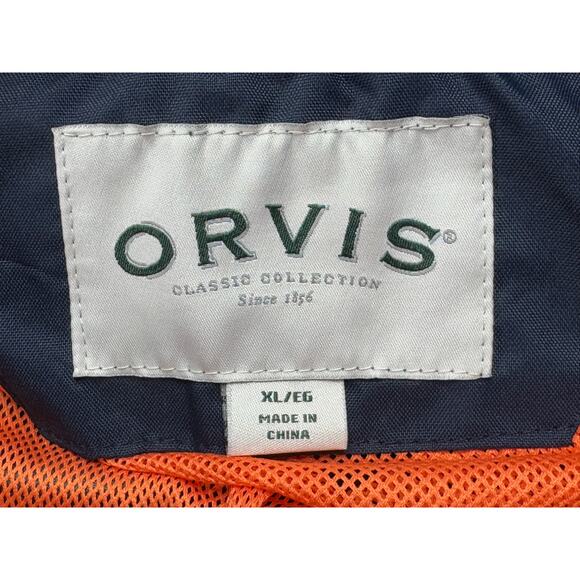 ORVIS®
CLASSIC COLLECTION
Since 1856
XL/EG
MADE IN
CHINA